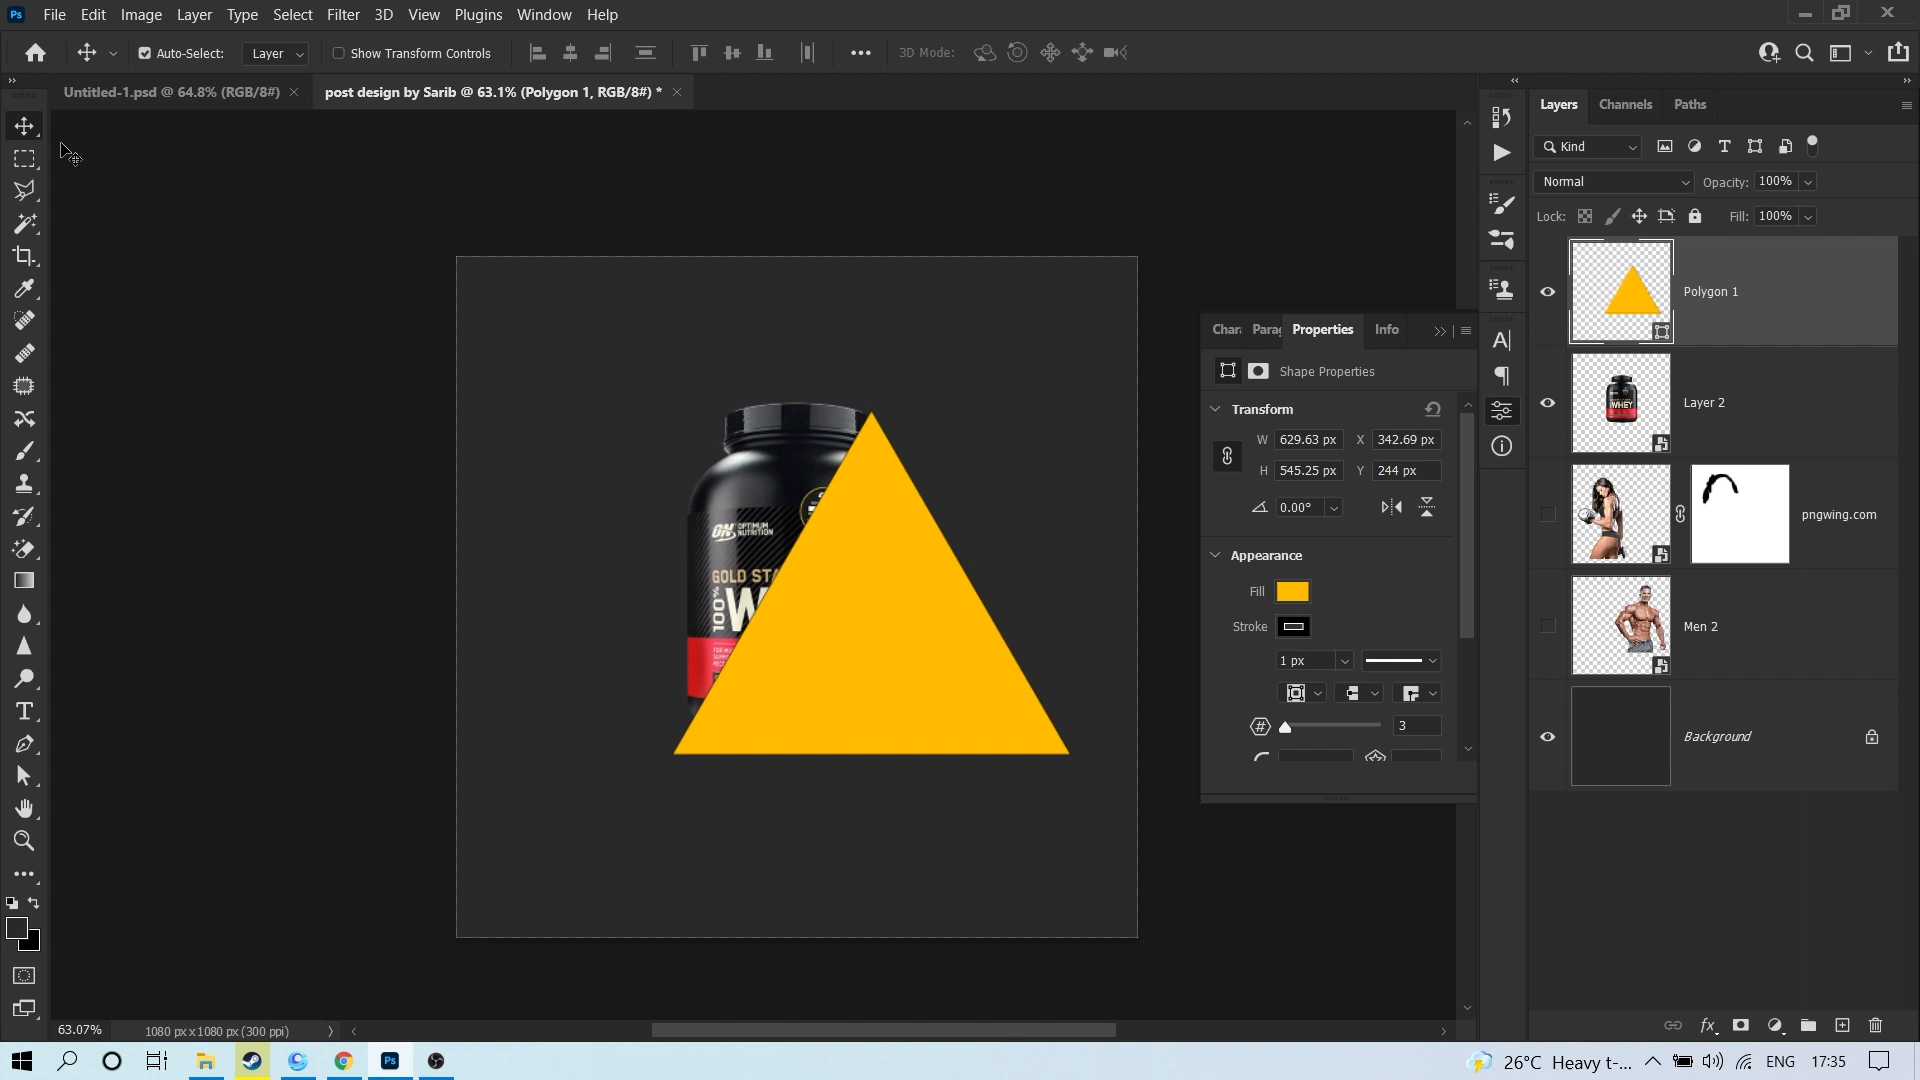 Ps File Edit Image Layer Type Select Filter 3D View Plugins Window Help
Auto-Select: Layer Show Transform Controls 3D Mode:
Untitled-1.psd @ 64.8% (RGB/8#) × post design by Sarib @ 63.1% (Polygon 1, RGB/8#) * ×
Layers Channels Paths
Kind
Normal Opacity: 100%
Lock: Fill: 100%
Polygon 1
Layer 2
pngwing.com
Men 2
Background
Char Parag Properties Info
Shape Properties
Transform
W 629.63 px X 342.69 px
H 545.25 px Y 244 px
0.00°
Appearance
Fill
Stroke
1 px
3
ON OPTIMUM
NUTRITION
GOLD STA
100% W
WHEY
63.07% 1080 px x 1080 px (300 ppi)
Ps 26°C Heavy t-... ENG 17:35